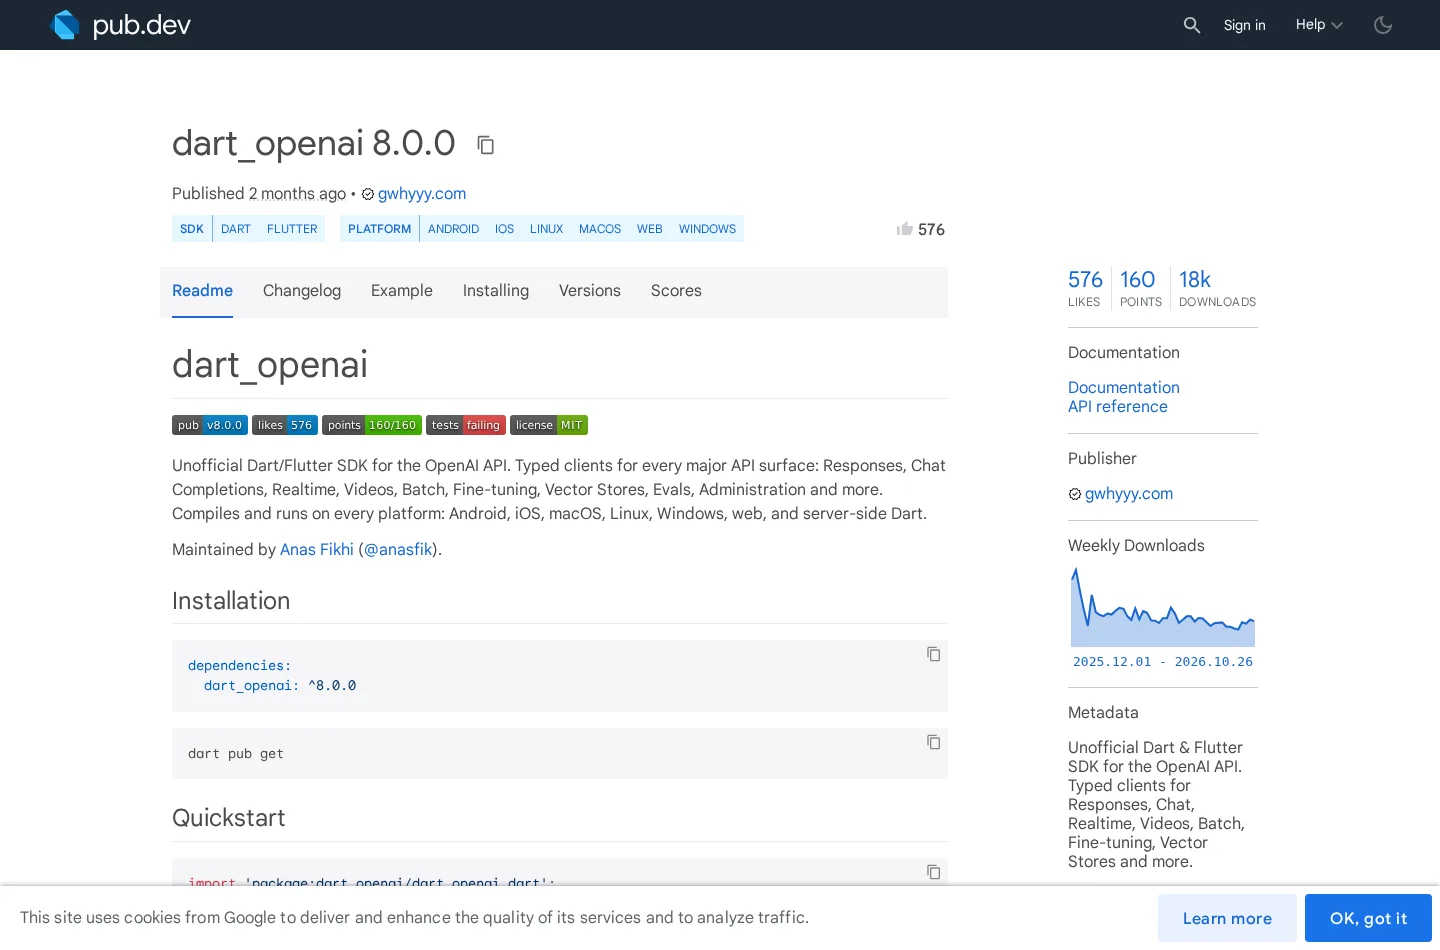 pub.dev
Sign in
Help
dart_openai 8.0.0
Published 2 months ago • gwhyyy.com
SDK DART FLUTTER PLATFORM ANDROID IOS LINUX MACOS WEB WINDOWS
576
Readme Changelog Example Installing Versions Scores
dart_openai
pub v8.0.0 likes 576 points 160/160 tests failing license MIT
Unofficial Dart/Flutter SDK for the OpenAI API. Typed clients for every major API surface: Responses, Chat
Completions, Realtime, Videos, Batch, Fine-tuning, Vector Stores, Evals, Administration and more.
Compiles and runs on every platform: Android, iOS, macOS, Linux, Windows, web, and server-side Dart.
Maintained by Anas Fikhi (@anasfik).
Installation
dependencies:
dart_openai: ^8.0.0
dart pub get
Quickstart
import 'package:dart_openai/dart_openai.dart';
576 160 18k
LIKES POINTS DOWNLOADS
Documentation
Documentation
API reference
Publisher
gwhyyy.com
Weekly Downloads
2025.12.01 - 2026.10.26
Metadata
Unofficial Dart & Flutter
SDK for the OpenAI API.
Typed clients for
Responses, Chat,
Realtime, Videos, Batch,
Fine-tuning, Vector
Stores and more.
This site uses cookies from Google to deliver and enhance the quality of its services and to analyze traffic.
Learn more
OK, got it